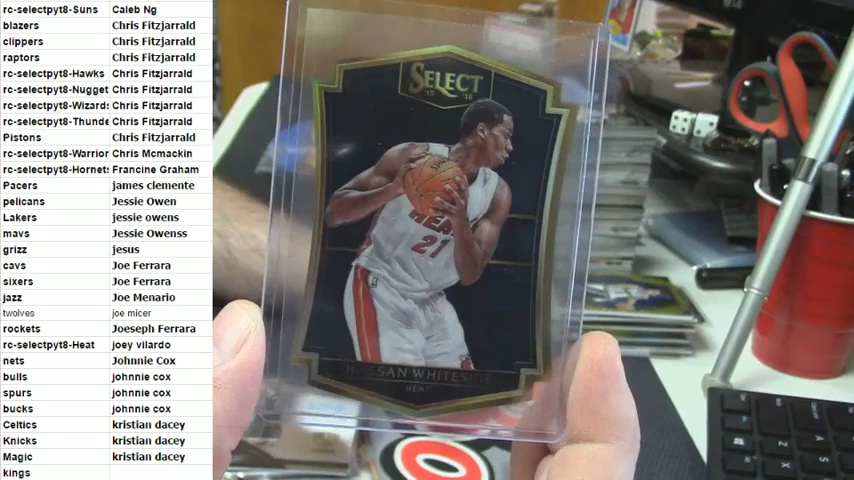 rc-selectpyt8-Suns Caleb Ng
blazers Chris Fitzjarrald
clippers Chris Fitzjarrald
raptors Chris Fitzjarrald
rc-selectpyt8-Hawks Chris Fitzjarrald
rc-selectpyt8-Nugget Chris Fitzjarrald
rc-selectpyt8-Wizard Chris Fitzjarrald
rc-selectpyt8-Thunde Chris Fitzjarrald
Pistons Chris Fitzjarrald
rc-selectpyt8-Warrior Chris Mcmackin
rc-selectpyt8-Hornet Francine Graham
Pacers james clemente
pelicans Jessie Owen
Lakers jessie owens
mavs Jessie Owenss
grizz jesus
cavs Joe Ferrara
sixers Joe Ferrara
jazz Joe Menario
twolves joe micer
rockets Joeseph Ferrara
rc-selectpyt8-Heat joey vilardo
nets Johnnie Cox
bulls johnnie cox
spurs johnnie cox
bucks johnnie cox
Celtics kristian dacey
Knicks kristian dacey
Magic kristian dacey
kings
SELECT
HEAT
21
HASSAN WHITESIDE
HEAT